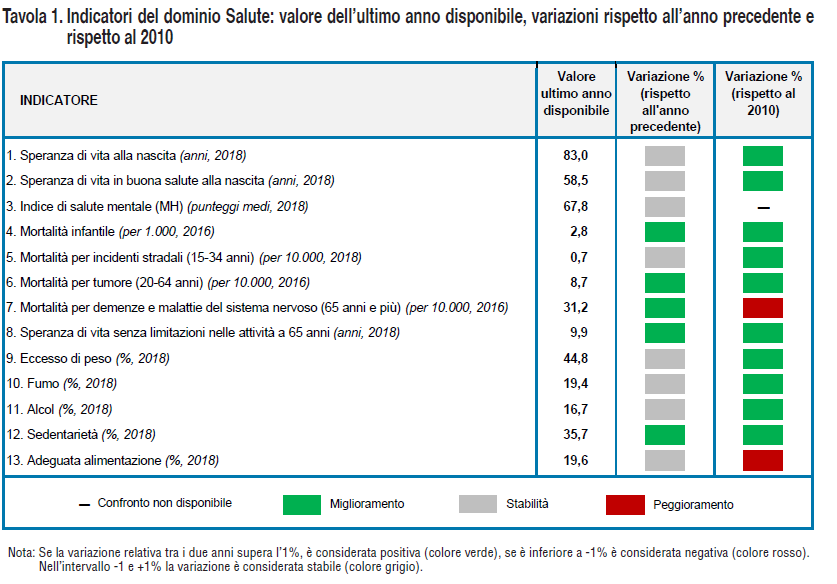 Tavola 1. Indicatori del dominio Salute: valore dell'ultimo anno disponibile, variazioni rispetto all'anno precedente e
rispetto al 2010
INDICATORE
Valore
ultimo anno
disponibile
Variazione %
(rispetto
all'anno
precedente)
Variazione %
(rispetto al
2010)
1. Speranza di vita alla nascita (anni, 2018) 83,0
2. Speranza di vita in buona salute alla nascita (anni, 2018) 58,5
3. Indice di salute mentale (MH) (punteggi medi, 2018) 67,8 –
4. Mortalità infantile (per 1.000, 2016) 2,8
5. Mortalità per incidenti stradali (15-34 anni) (per 10.000, 2018) 0,7
6. Mortalità per tumore (20-64 anni) (per 10.000, 2016) 8,7
7. Mortalità per demenze e malattie del sistema nervoso (65 anni e più) (per 10.000, 2016) 31,2
8. Speranza di vita senza limitazioni nelle attività a 65 anni (anni, 2018) 9,9
9. Eccesso di peso (%, 2018) 44,8
10. Fumo (%, 2018) 19,4
11. Alcol (%, 2018) 16,7
12. Sedentarietà (%, 2018) 35,7
13. Adeguata alimentazione (%, 2018) 19,6
– Confronto non disponibile Miglioramento Stabilità Peggioramento
Nota: Se la variazione relativa tra i due anni supera l'1%, è considerata positiva (colore verde), se è inferiore a -1% è considerata negativa (colore rosso).
Nell'intervallo -1 e +1% la variazione è considerata stabile (colore grigio).